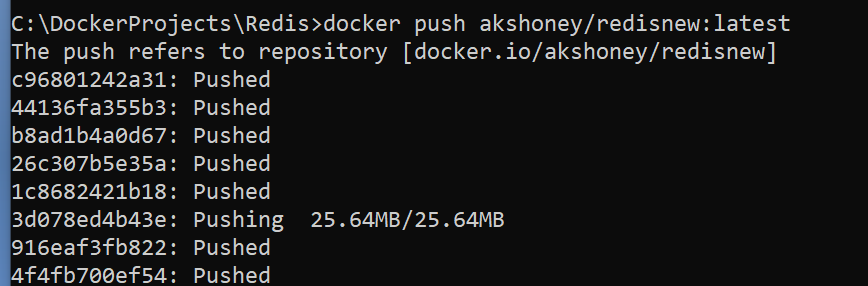 C:\DockerProjects\Redis>docker push akshoney/redisnew:latest
The push refers to repository [docker.io/akshoney/redisnew]
c96801242a31: Pushed
44136fa355b3: Pushed
b8ad1b4a0d67: Pushed
26c307b5e35a: Pushed
1c8682421b18: Pushed
3d078ed4b43e: Pushing  25.64MB/25.64MB
916eaf3fb822: Pushed
4f4fb700ef54: Pushed